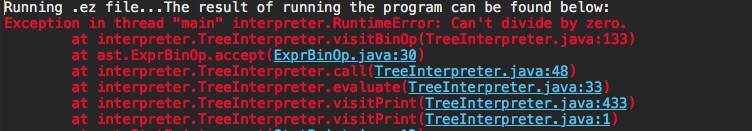 Running .ez file...The result of running the program can be found below:
Exception in thread "main" interpreter.RuntimeError: Can't divide by zero.
at interpreter.TreeInterpreter.visitBinOp(TreeInterpreter.java:133)
at ast.ExprBinOp.accept(ExprBinOp.java:30)
at interpreter.TreeInterpreter.call(TreeInterpreter.java:48)
at interpreter.TreeInterpreter.evaluate(TreeInterpreter.java:33)
at interpreter.TreeInterpreter.visitPrint(TreeInterpreter.java:433)
at interpreter.TreeInterpreter.visitPrint(TreeInterpreter.java:1)